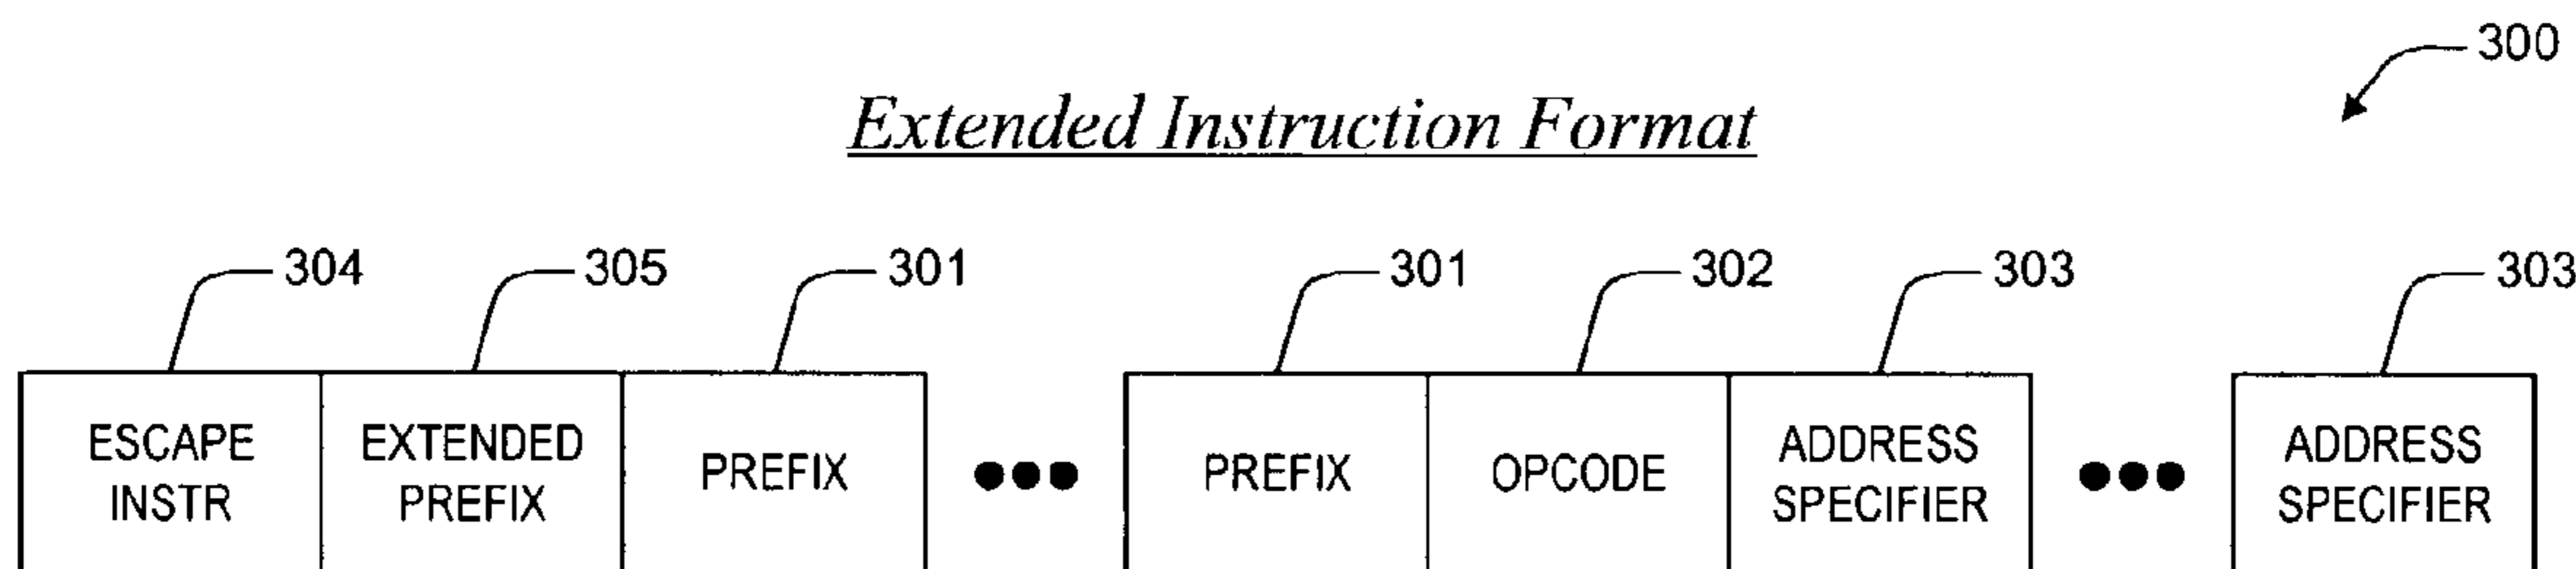 300
Extended Instruction Format
304 305 301 301 302 303 303
ESCAPE INSTR EXTENDED PREFIX PREFIX PREFIX OPCODE ADDRESS SPECIFIER ADDRESS SPECIFIER